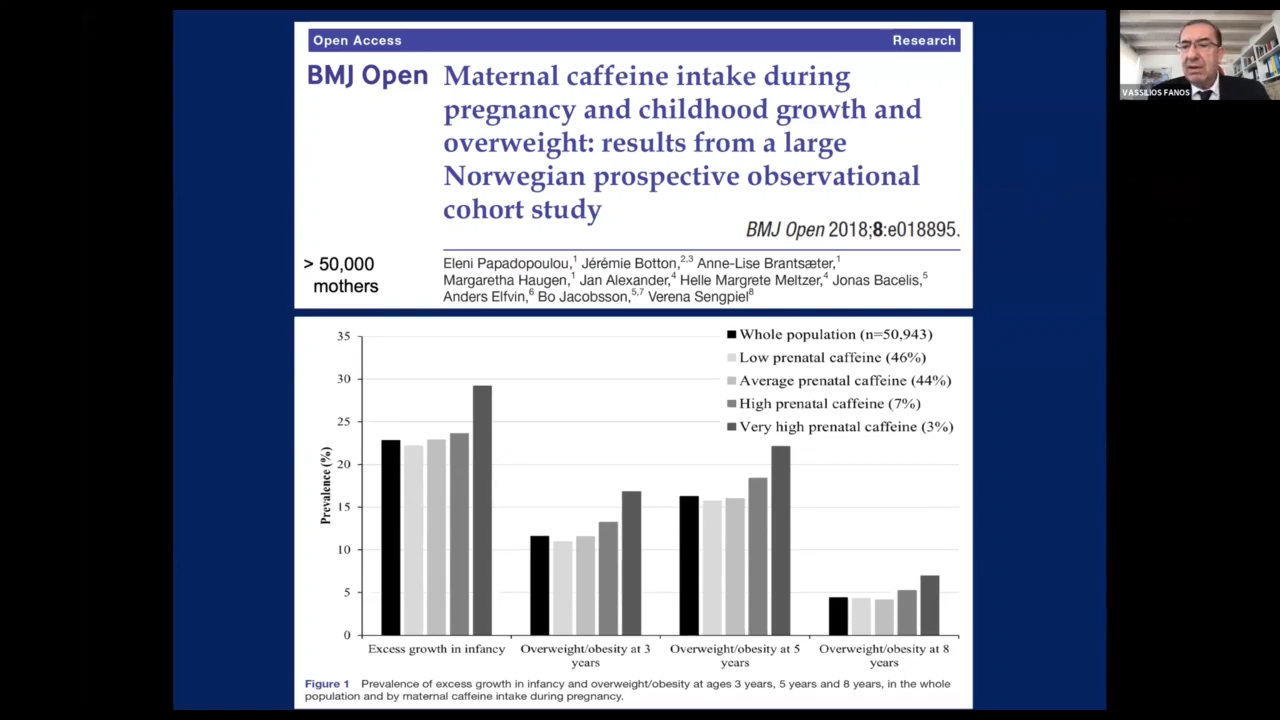 Open Access
Research
BMJ Open
Maternal caffeine intake during
pregnancy and childhood growth and
overweight: results from a large
Norwegian prospective observational
cohort study
BMJ Open 2018;8:e018895.
> 50,000
mothers
Eleni Papadopoulou,1 Jérémie Botton,2,3 Anne-Lise Brantsæter,1
Margaretha Haugen,1 Jan Alexander,4 Helle Margrete Meltzer,4 Jonas Bacelis,5
Anders Elfvin,6 Bo Jacobsson,5,7 Verena Sengpiel8
VASSILIOS FANOS
Whole population (n=50,943)
Low prenatal caffeine (46%)
Average prenatal caffeine (44%)
High prenatal caffeine (7%)
Very high prenatal caffeine (3%)
Prevalence (%)
35
30
25
20
15
10
5
0
Excess growth in infancy
Overweight/obesity at 3
years
Overweight/obesity at 5
years
Overweight/obesity at 8
years
Figure 1 Prevalence of excess growth in infancy and overweight/obesity at ages 3 years, 5 years and 8 years, in the whole
population and by maternal caffeine intake during pregnancy.